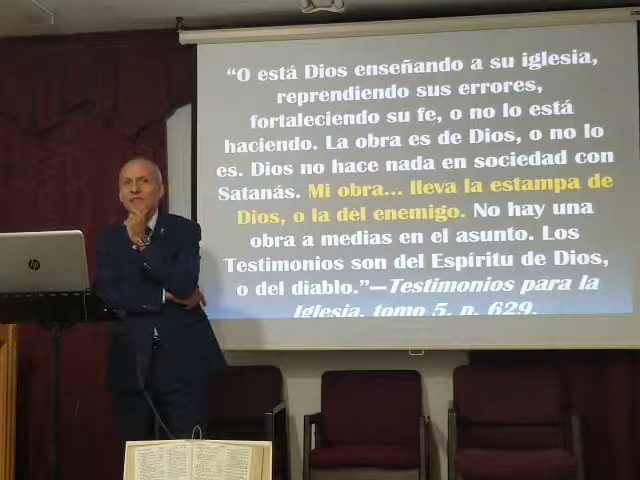 “O está Dios enseñando a su iglesia,
reprendiendo sus errores,
fortaleciendo su fe, o no lo está
haciendo. La obra es de Dios, o no lo
es. Dios no hace nada en sociedad con
Satanás. Mi obra... lleva la estampa de
Dios, o la del enemigo. No hay una
obra a medias en el asunto. Los
Testimonios son del Espíritu de Dios,
o del diablo.”—Testimonios para la
Iglesia, tomo 5, p. 629.
hp